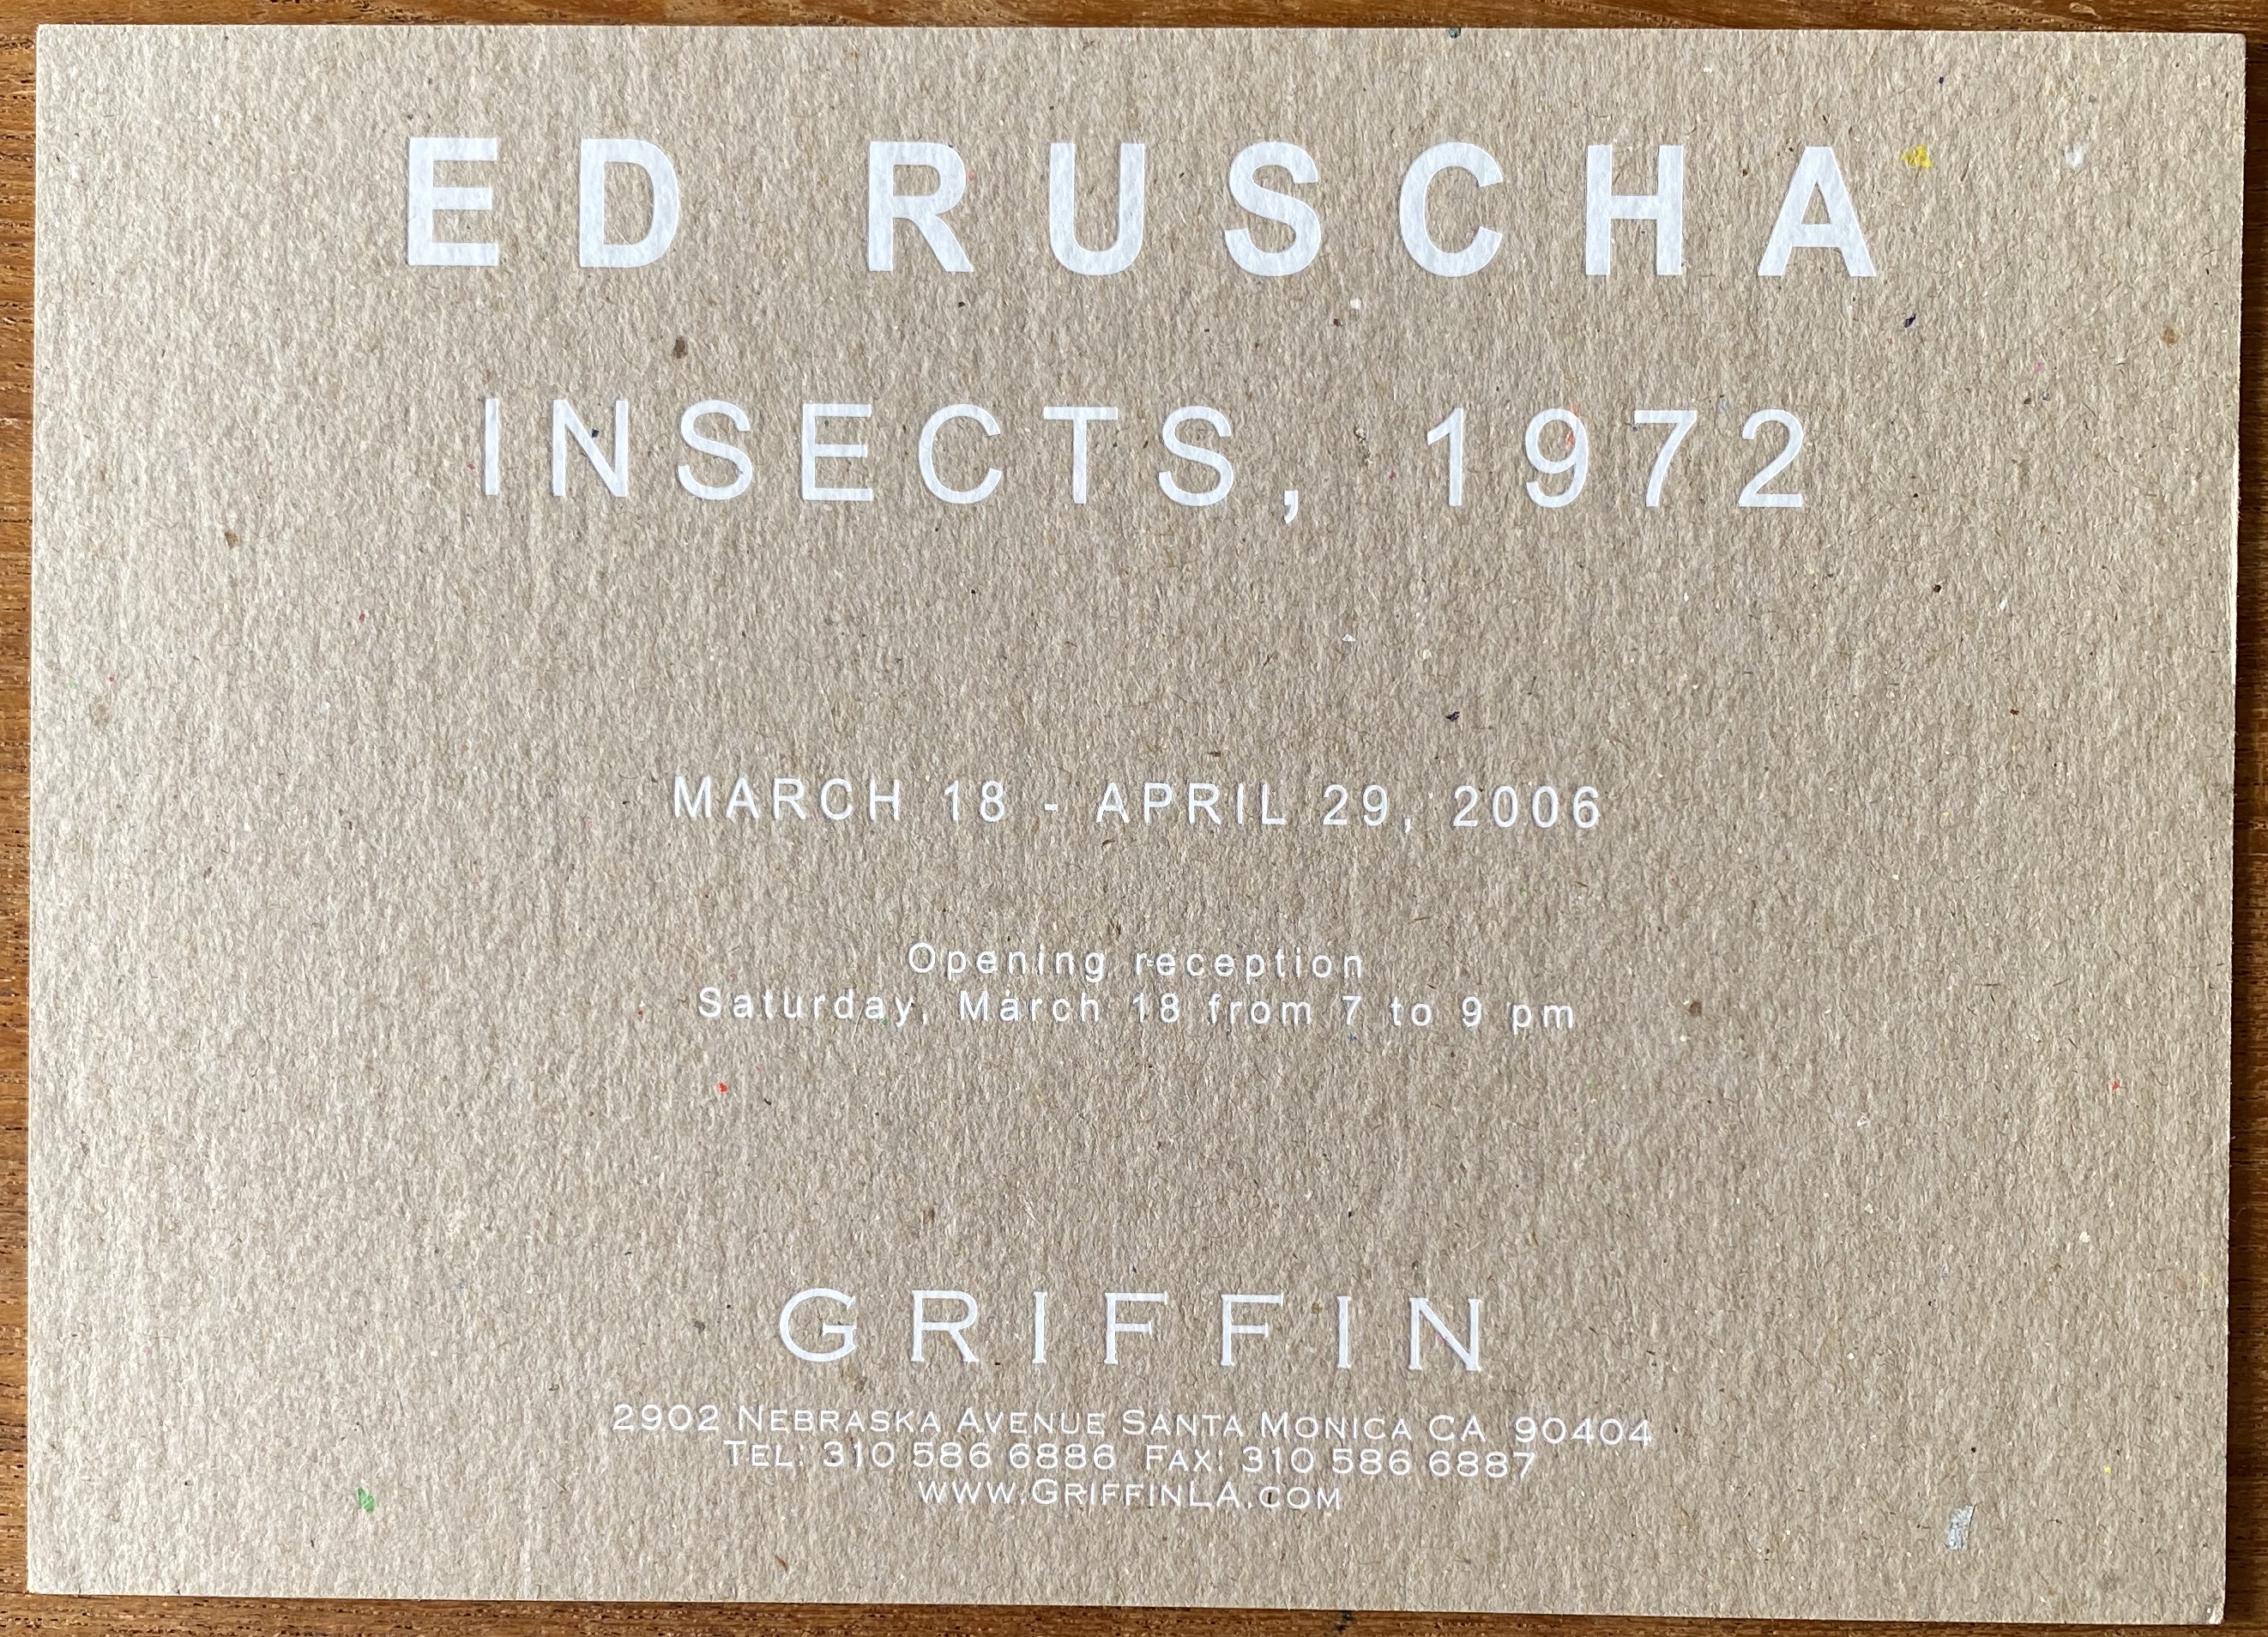 ED RUSCHA
INSECTS, 1972
MARCH 18 - APRIL 29, 2006
Opening reception
Saturday, March 18 from 7 to 9 pm
GRIFFIN
2902 NEBRASKA AVENUE SANTA MONICA CA 90404
TEL: 310 586 6886 FAX: 310 586 6887
WWW.GRIFFINLA.COM